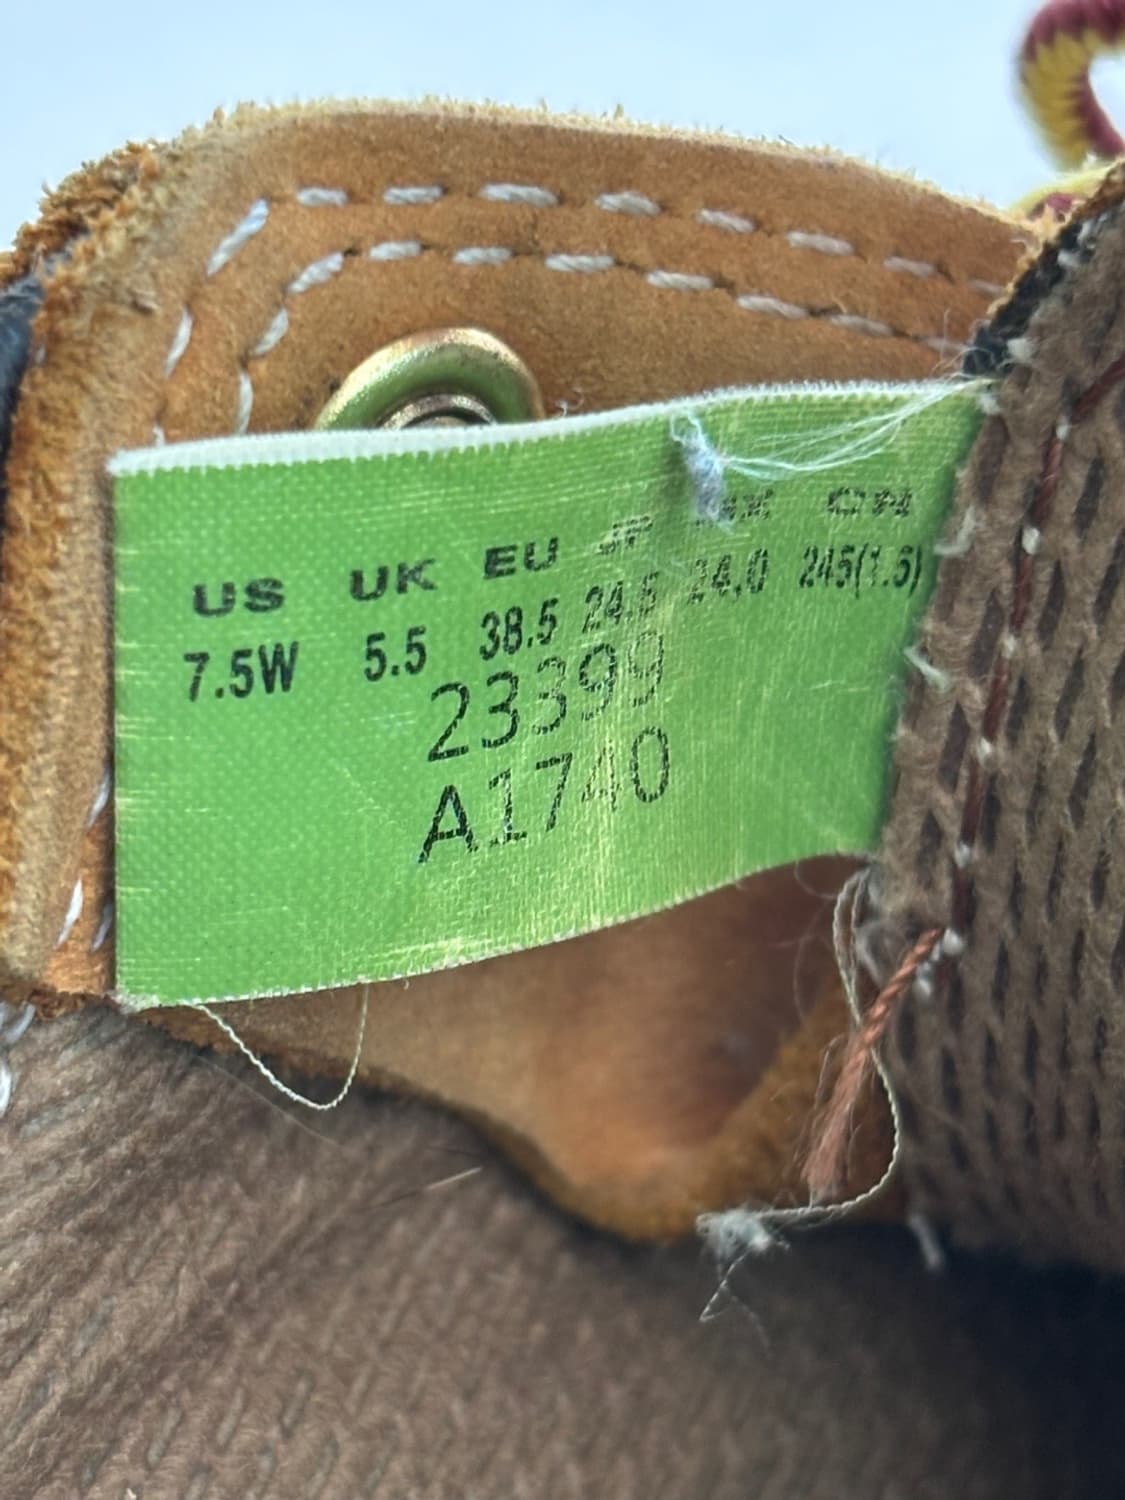 US UK EU JP MX CN
7.5W 5.5 38.5 24.5 24.0 245(1.5)
23399
A1740